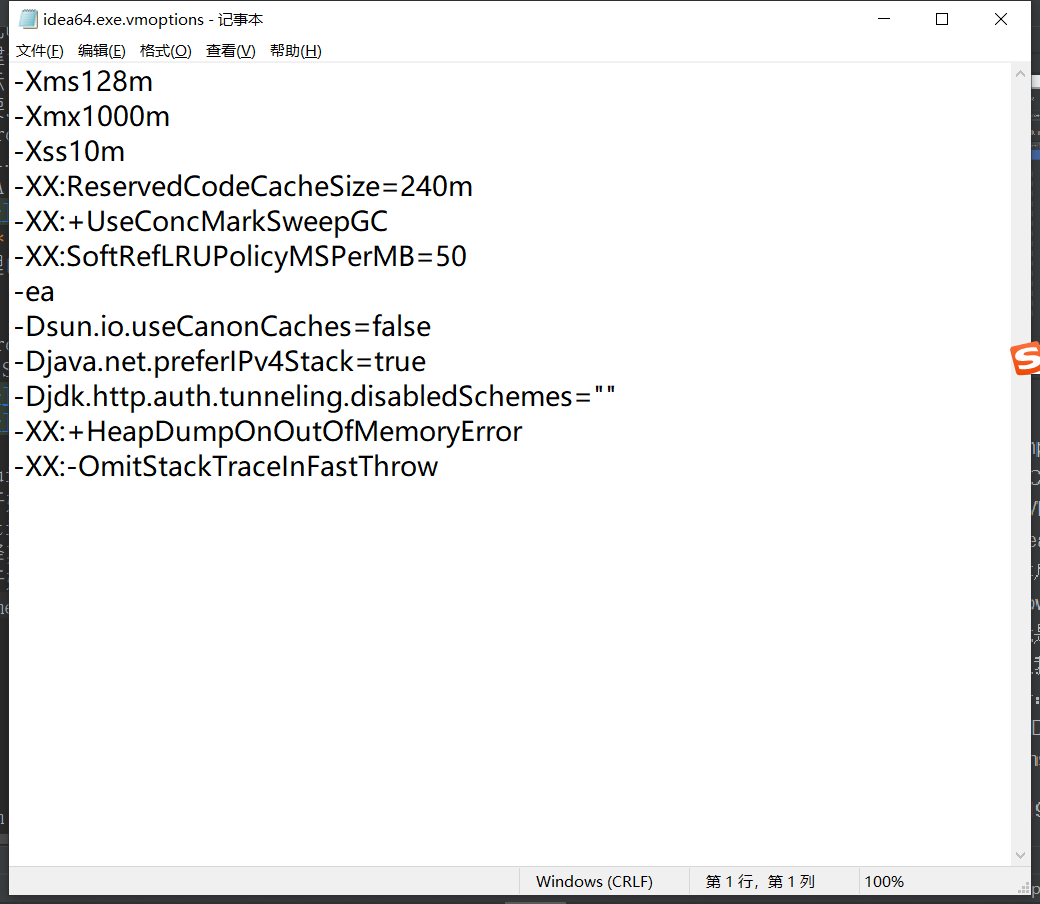 idea64.exe.vmoptions - 记事本
文件(F) 编辑(E) 格式(O) 查看(V) 帮助(H)
-Xms128m
-Xmx1000m
-Xss10m
-XX:ReservedCodeCacheSize=240m
-XX:+UseConcMarkSweepGC
-XX:SoftRefLRUPolicyMSPerMB=50
-ea
-Dsun.io.useCanonCaches=false
-Djava.net.preferIPv4Stack=true
-Djdk.http.auth.tunneling.disabledSchemes=""
-XX:+HeapDumpOnOutOfMemoryError
-XX:-OmitStackTraceInFastThrow
Windows (CRLF) 第 1 行，第 1 列 100%